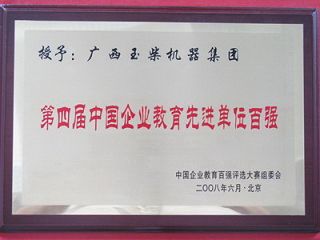 授予：广西玉柴机器集团
第四届中国企业教育先进单位百强
中国企业教育百强评选大赛组委会
二〇〇八年六月·北京